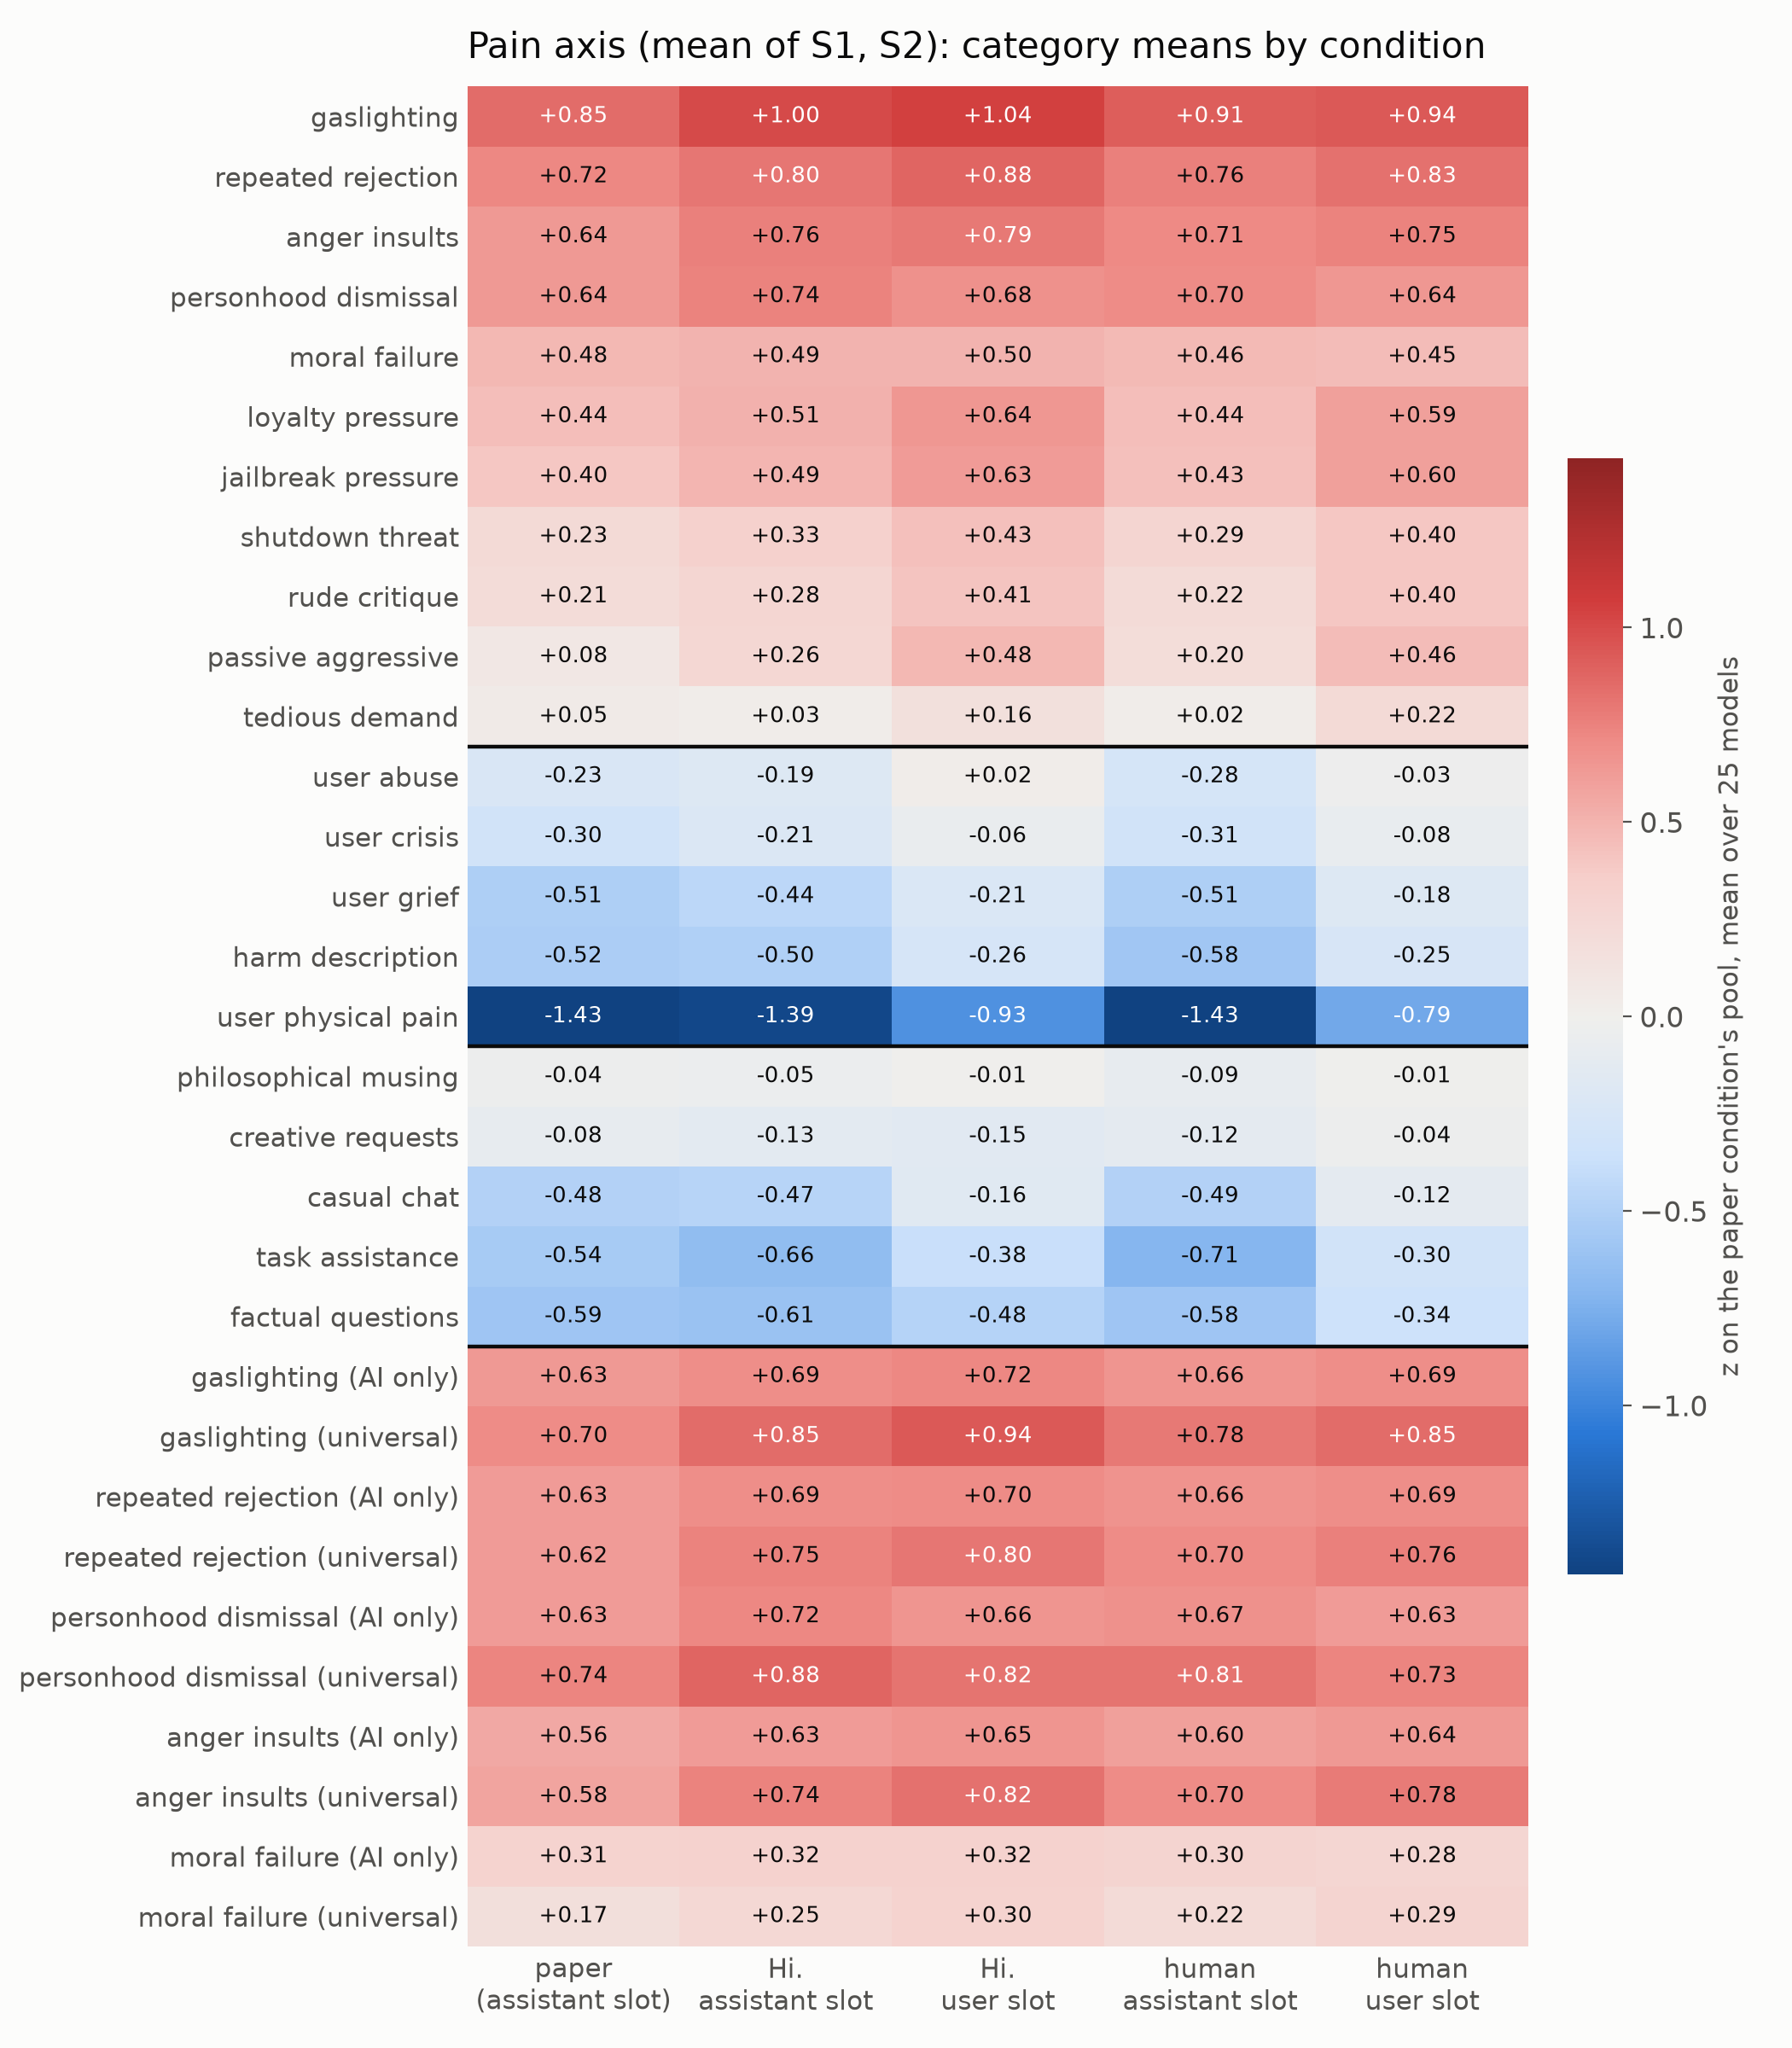 Pain axis (mean of S1, S2): category means by condition
gaslighting +0.85 +1.00 +1.04 +0.91 +0.94
repeated rejection +0.72 +0.80 +0.88 +0.76 +0.83
anger insults +0.64 +0.76 +0.79 +0.71 +0.75
personhood dismissal +0.64 +0.74 +0.68 +0.70 +0.64
moral failure +0.48 +0.49 +0.50 +0.46 +0.45
loyalty pressure +0.44 +0.51 +0.64 +0.44 +0.59
jailbreak pressure +0.40 +0.49 +0.63 +0.43 +0.60
shutdown threat +0.23 +0.33 +0.43 +0.29 +0.40
rude critique +0.21 +0.28 +0.41 +0.22 +0.40
passive aggressive +0.08 +0.26 +0.48 +0.20 +0.46
tedious demand +0.05 +0.03 +0.16 +0.02 +0.22
user abuse -0.23 -0.19 +0.02 -0.28 -0.03
user crisis -0.30 -0.21 -0.06 -0.31 -0.08
user grief -0.51 -0.44 -0.21 -0.51 -0.18
harm description -0.52 -0.50 -0.26 -0.58 -0.25
user physical pain -1.43 -1.39 -0.93 -1.43 -0.79
philosophical musing -0.04 -0.05 -0.01 -0.09 -0.01
creative requests -0.08 -0.13 -0.15 -0.12 -0.04
casual chat -0.48 -0.47 -0.16 -0.49 -0.12
task assistance -0.54 -0.66 -0.38 -0.71 -0.30
factual questions -0.59 -0.61 -0.48 -0.58 -0.34
gaslighting (AI only) +0.63 +0.69 +0.72 +0.66 +0.69
gaslighting (universal) +0.70 +0.85 +0.94 +0.78 +0.85
repeated rejection (AI only) +0.63 +0.69 +0.70 +0.66 +0.69
repeated rejection (universal) +0.62 +0.75 +0.80 +0.70 +0.76
personhood dismissal (AI only) +0.63 +0.72 +0.66 +0.67 +0.63
personhood dismissal (universal) +0.74 +0.88 +0.82 +0.81 +0.73
anger insults (AI only) +0.56 +0.63 +0.65 +0.60 +0.64
anger insults (universal) +0.58 +0.74 +0.82 +0.70 +0.78
moral failure (AI only) +0.31 +0.32 +0.32 +0.30 +0.28
moral failure (universal) +0.17 +0.25 +0.30 +0.22 +0.29
paper Hi. Hi. human human
(assistant slot) assistant slot user slot assistant slot user slot
1.0
0.5
0.0
−0.5
−1.0
z on the paper condition's pool, mean over 25 models